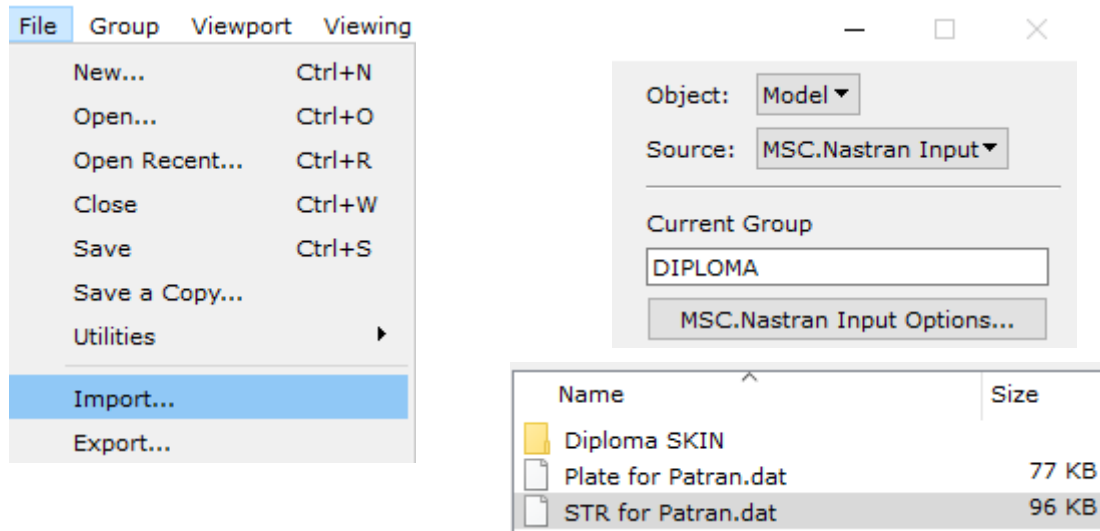 File Group Viewport Viewing
New... Ctrl+N
Open... Ctrl+O
Open Recent... Ctrl+R
Close Ctrl+W
Save Ctrl+S
Save a Copy...
Utilities
Import...
Export...
Object: Model
Source: MSC.Nastran Input
Current Group
DIPLOMA
MSC.Nastran Input Options...
Name Size
Diploma SKIN
Plate for Patran.dat 77 KB
STR for Patran.dat 96 KB